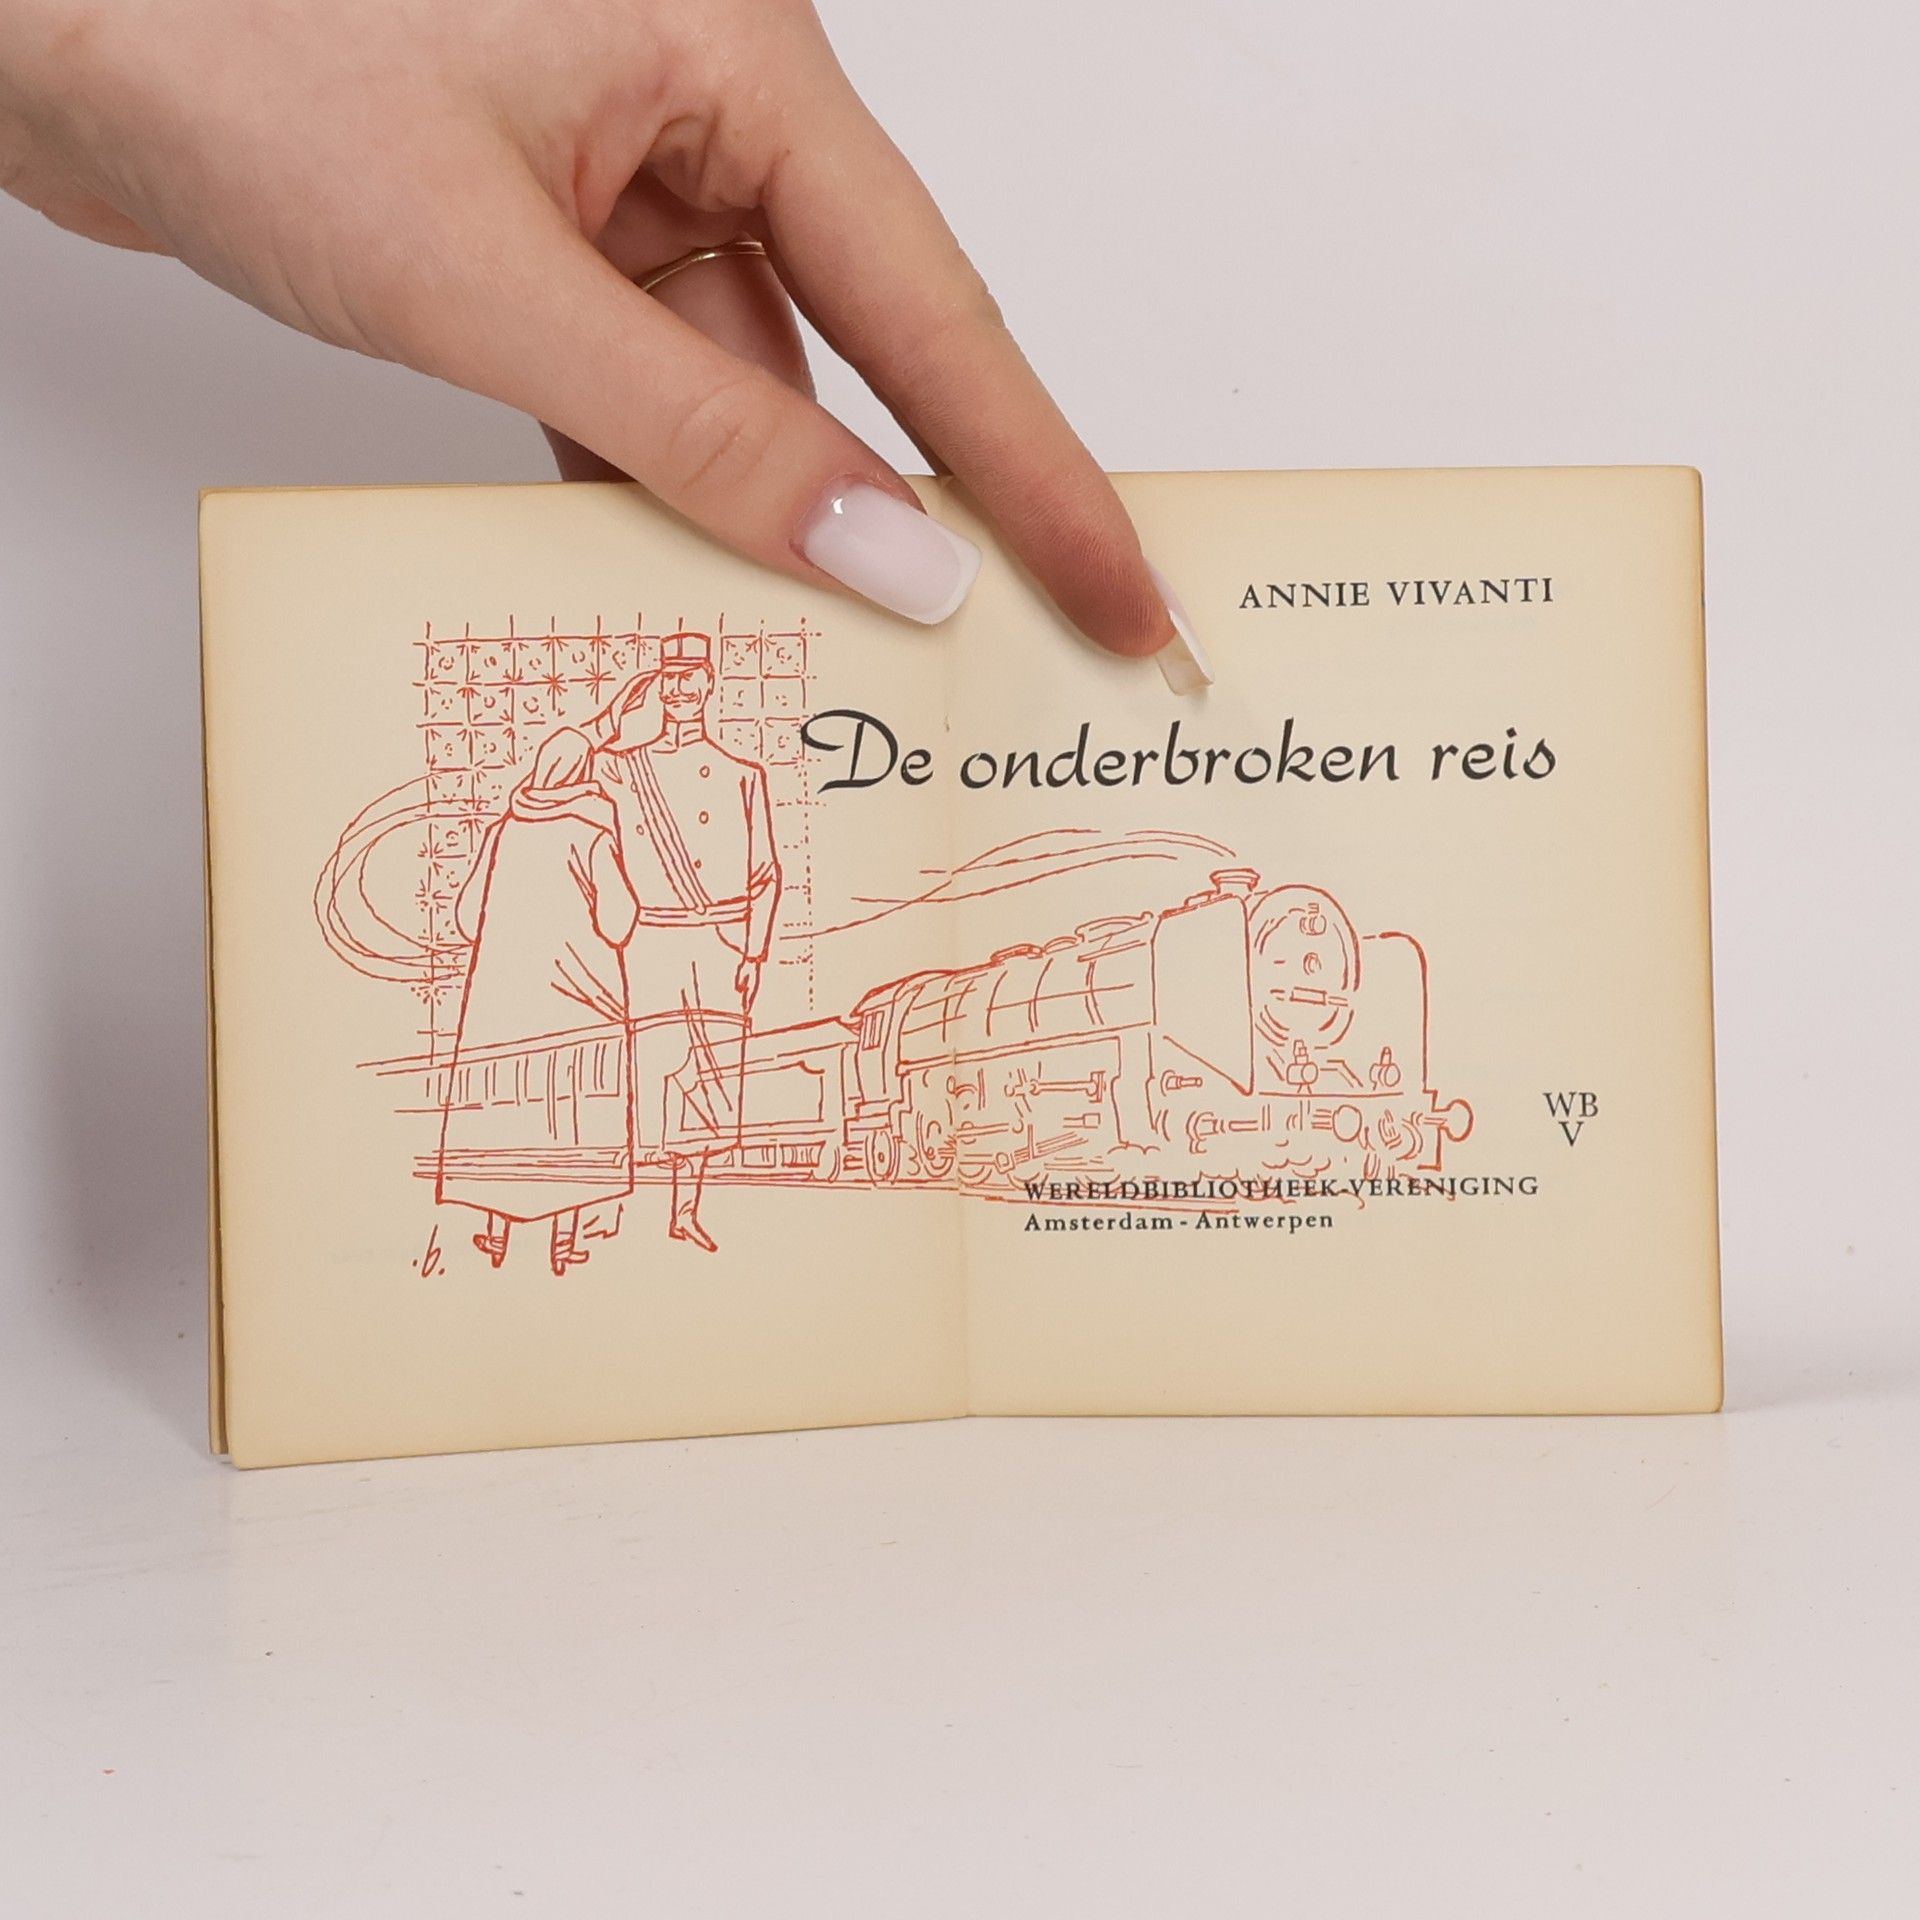 ANNIE VIVANTI
De onderbroken reis
WB
V
WERELDBIBLIOTHEEK-VERENIGING
Amsterdam - Antwerpen
.b.